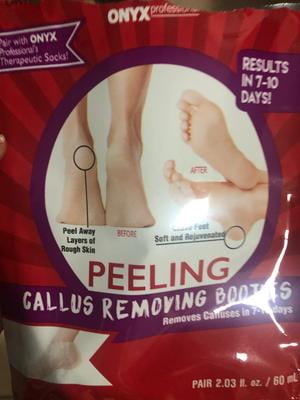 ONYX professional
Pair with ONYX
Professional's
Therapeutic Socks!
RESULTS
IN 7-10
DAYS!
AFTER
Peel Away
Layers of
Rough Skin
BEFORE
Leave Feet
Soft and Rejuvenated
PEELING
CALLUS REMOVING BOOTIES
Removes Calluses in 7-10 days
PAIR 2.03 fl. oz. / 60 mL